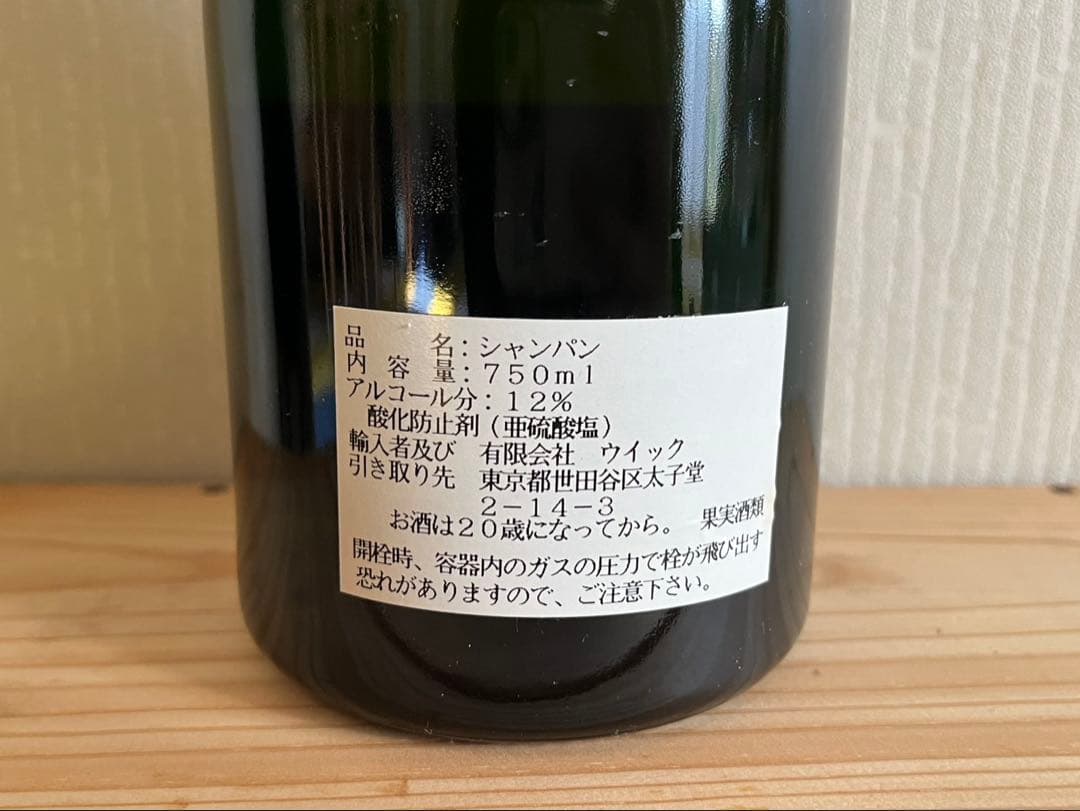 品　　名：シャンパン
内　容　量：７５０ｍｌ
アルコール分：１２％
酸化防止剤（亜硫酸塩）
輸入者及び　有限会社　ウイック
引き取り先　東京都世田谷区太子堂
２－１４－３
お酒は２０歳になってから。　果実酒類
開栓時、容器内のガスの圧力で栓が飛び出す
恐れがありますので、ご注意下さい。